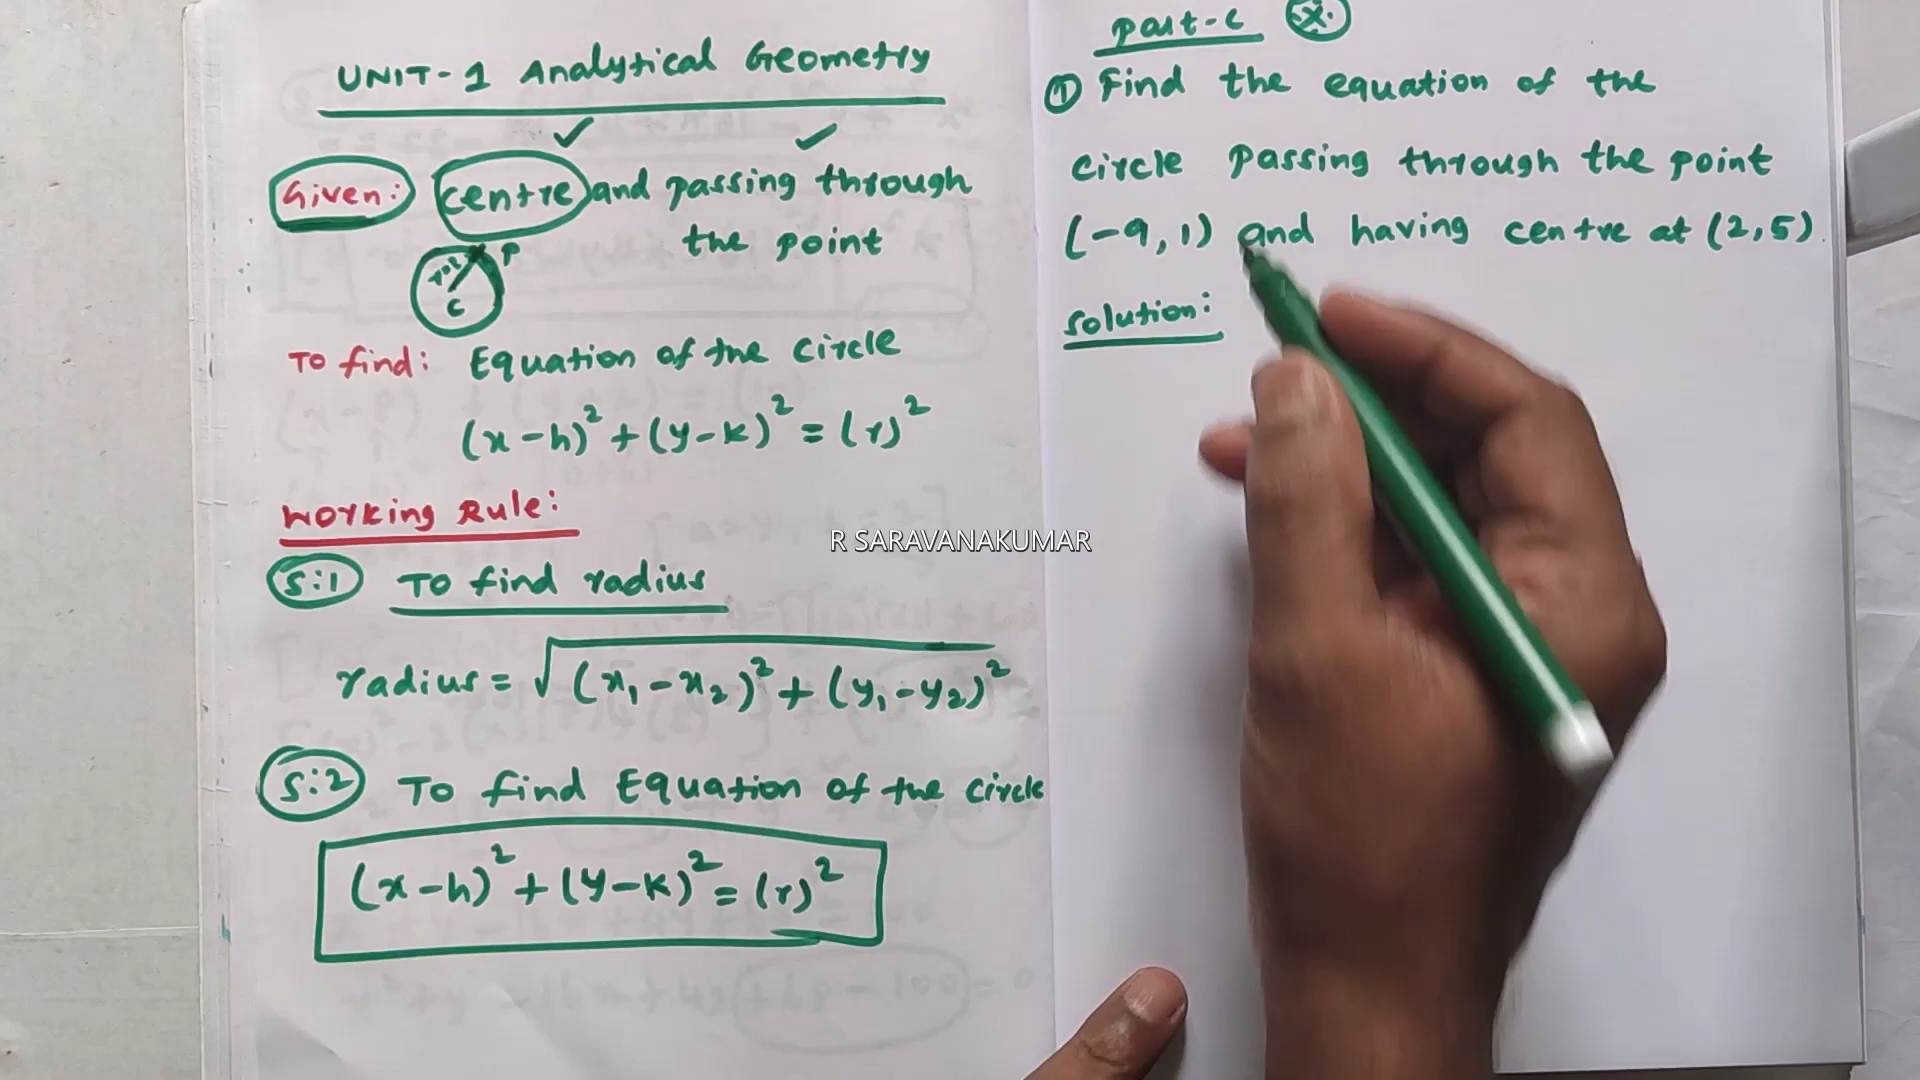 UNIT-1 Analytical Geometry
Given: centre and passing through
the point
P
C
To find: Equation of the circle
(x-h)² + (y-k)² = (r)²
Working Rule:
S:1 To find radius
radius = √(x₁-x₂)² + (y₁-y₂)²
S:2 To find Equation of the circle
(x-h)² + (y-k)² = (r)²
Part-C
① Find the equation of the
circle passing through the point
(-9,1) and having centre at (2,5).
Solution:
R SARAVANAKUMAR